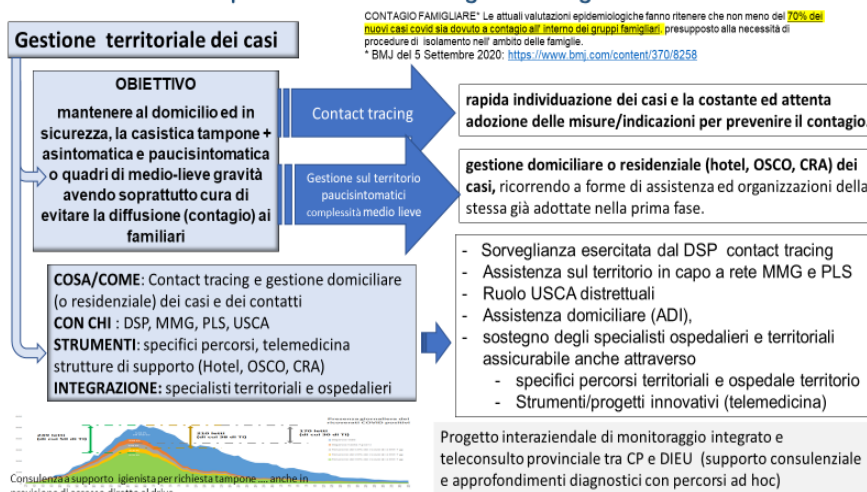 CONTAGIO FAMIGLIARE* Le attuali valutazioni epidemiologiche fanno ritenere che non meno del 70% dei
nuovi casi covid sia dovuto a contagio all' interno dei gruppi famigliari, presupposto alla necessità di
procedure di isolamento nell' ambito delle famiglie.
* BMJ del 5 Settembre 2020: https://www.bmj.com/content/370/8258
Gestione territoriale dei casi
OBIETTIVO
mantenere al domicilio ed in
sicurezza, la casistica tampone +
asintomatica e paucisintomatica
o quadri di medio-lieve gravità
avendo soprattutto cura di
evitare la diffusione (contagio) ai
familiari
Contact tracing
rapida individuazione dei casi e la costante ed attenta
adozione delle misure/indicazioni per prevenire il contagio.
Gestione sul territorio
paucisintomatici
complessità medio lieve
gestione domiciliare o residenziale (hotel, OSCO, CRA) dei
casi, ricorrendo a forme di assistenza ed organizzazioni della
stessa già adottate nella prima fase.
COSA/COME: Contact tracing e gestione domiciliare
(o residenziale) dei casi e dei contatti
CON CHI : DSP, MMG, PLS, USCA
STRUMENTI: specifici percorsi, telemedicina
strutture di supporto (Hotel, OSCO, CRA)
INTEGRAZIONE: specialisti territoriali e ospedalieri
- Sorveglianza esercitata dal DSP contact tracing
- Assistenza sul territorio in capo a rete MMG e PLS
- Ruolo USCA distrettuali
- Assistenza domiciliare (ADI),
- sostegno degli specialisti ospedalieri e territoriali
assicurabile anche attraverso
- specifici percorsi territoriali e ospedale territorio
- Strumenti/progetti innovativi (telemedicina)
Consulenza a supporto igienista per richiesta tampone .... anche in
Progetto interaziendale di monitoraggio integrato e
teleconsulto provinciale tra CP e DIEU (supporto consulenziale
e approfondimenti diagnostici con percorsi ad hoc)